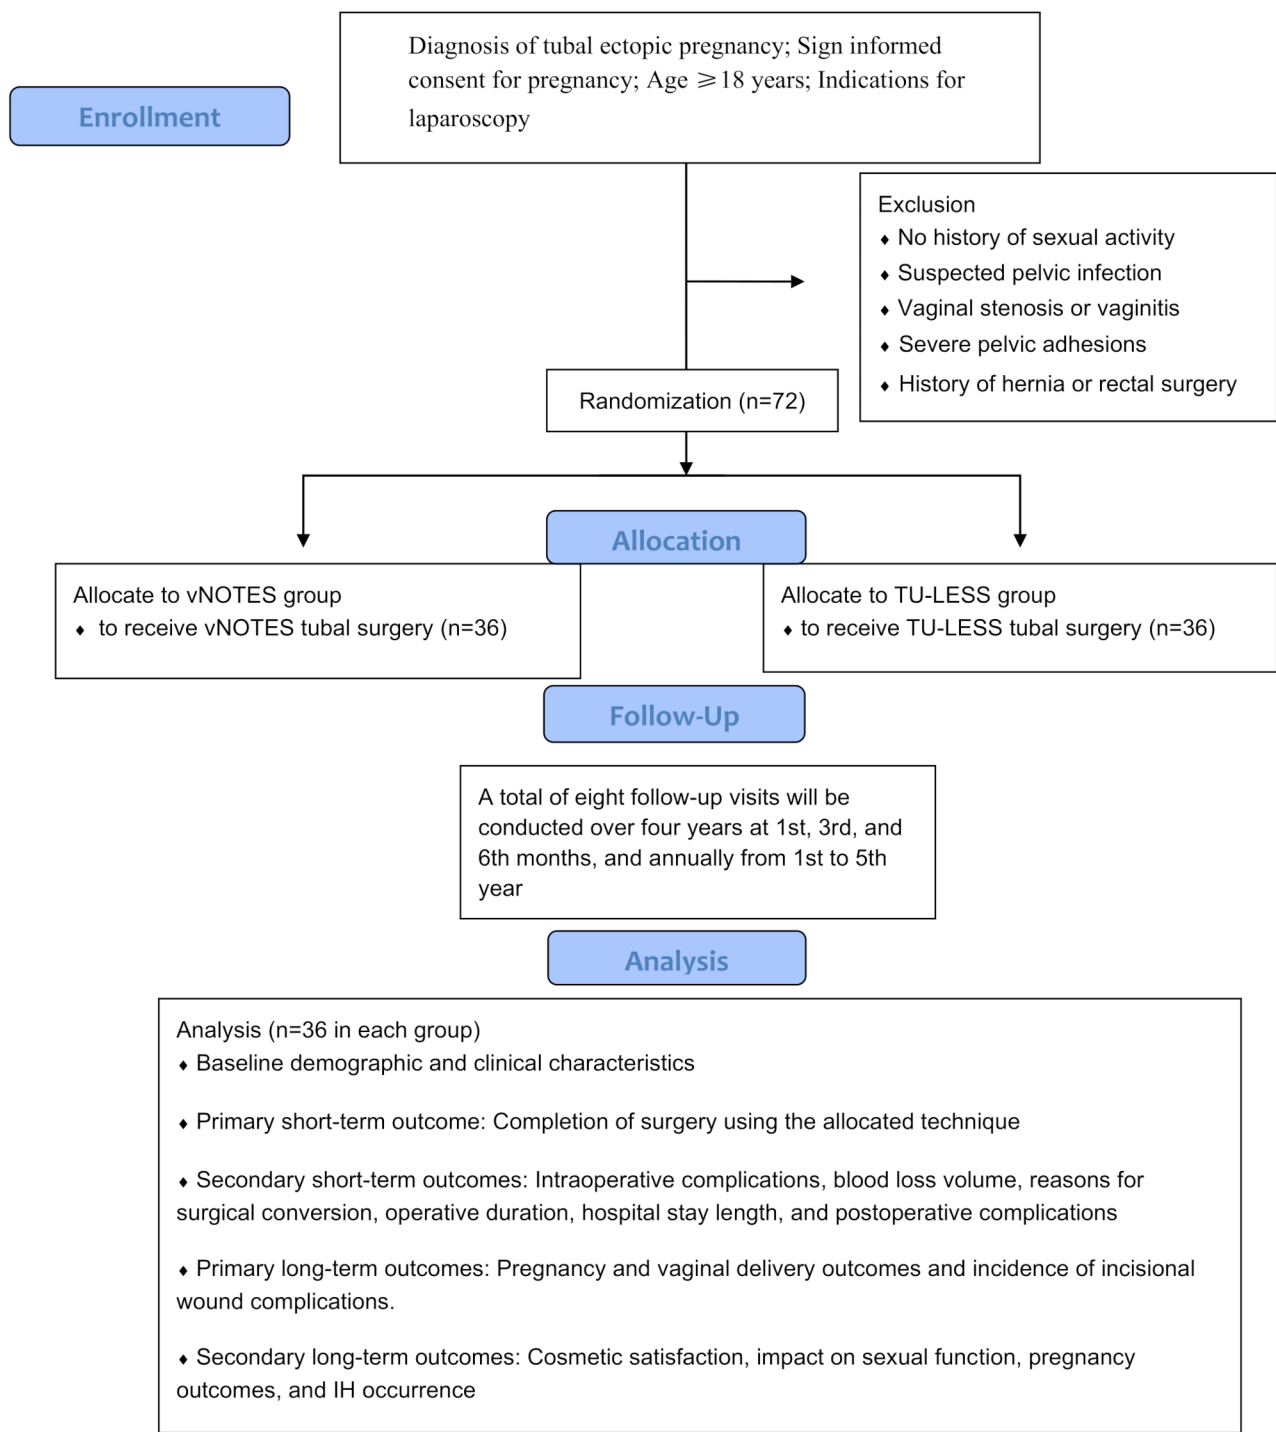 Diagnosis of tubal ectopic pregnancy; Sign informed
consent for pregnancy; Age ≥18 years; Indications for
laparoscopy
Enrollment
Exclusion
♦ No history of sexual activity
♦ Suspected pelvic infection
♦ Vaginal stenosis or vaginitis
♦ Severe pelvic adhesions
♦ History of hernia or rectal surgery
Randomization (n=72)
Allocation
Allocate to vNOTES group
♦ to receive vNOTES tubal surgery (n=36)
Allocate to TU-LESS group
♦ to receive TU-LESS tubal surgery (n=36)
Follow-Up
A total of eight follow-up visits will be
conducted over four years at 1st, 3rd, and
6th months, and annually from 1st to 5th
year
Analysis
Analysis (n=36 in each group)
♦ Baseline demographic and clinical characteristics
♦ Primary short-term outcome: Completion of surgery using the allocated technique
♦ Secondary short-term outcomes: Intraoperative complications, blood loss volume, reasons for
surgical conversion, operative duration, hospital stay length, and postoperative complications
♦ Primary long-term outcomes: Pregnancy and vaginal delivery outcomes and incidence of incisional
wound complications.
♦ Secondary long-term outcomes: Cosmetic satisfaction, impact on sexual function, pregnancy
outcomes, and IH occurrence